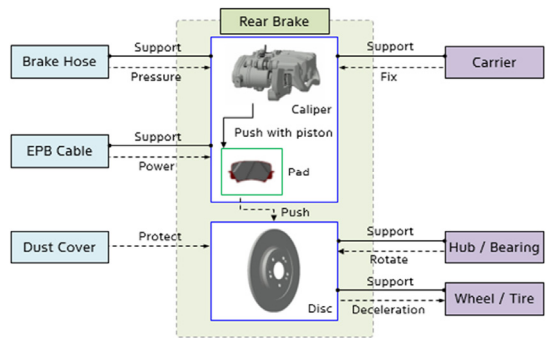 Rear Brake
Brake Hose
Support
Pressure
Support
Fix
Carrier
Caliper
Push with piston
EPB Cable
Support
Power
Pad
Push
Dust Cover
Protect
Support
Rotate
Hub / Bearing
Support
Deceleration
Wheel / Tire
Disc